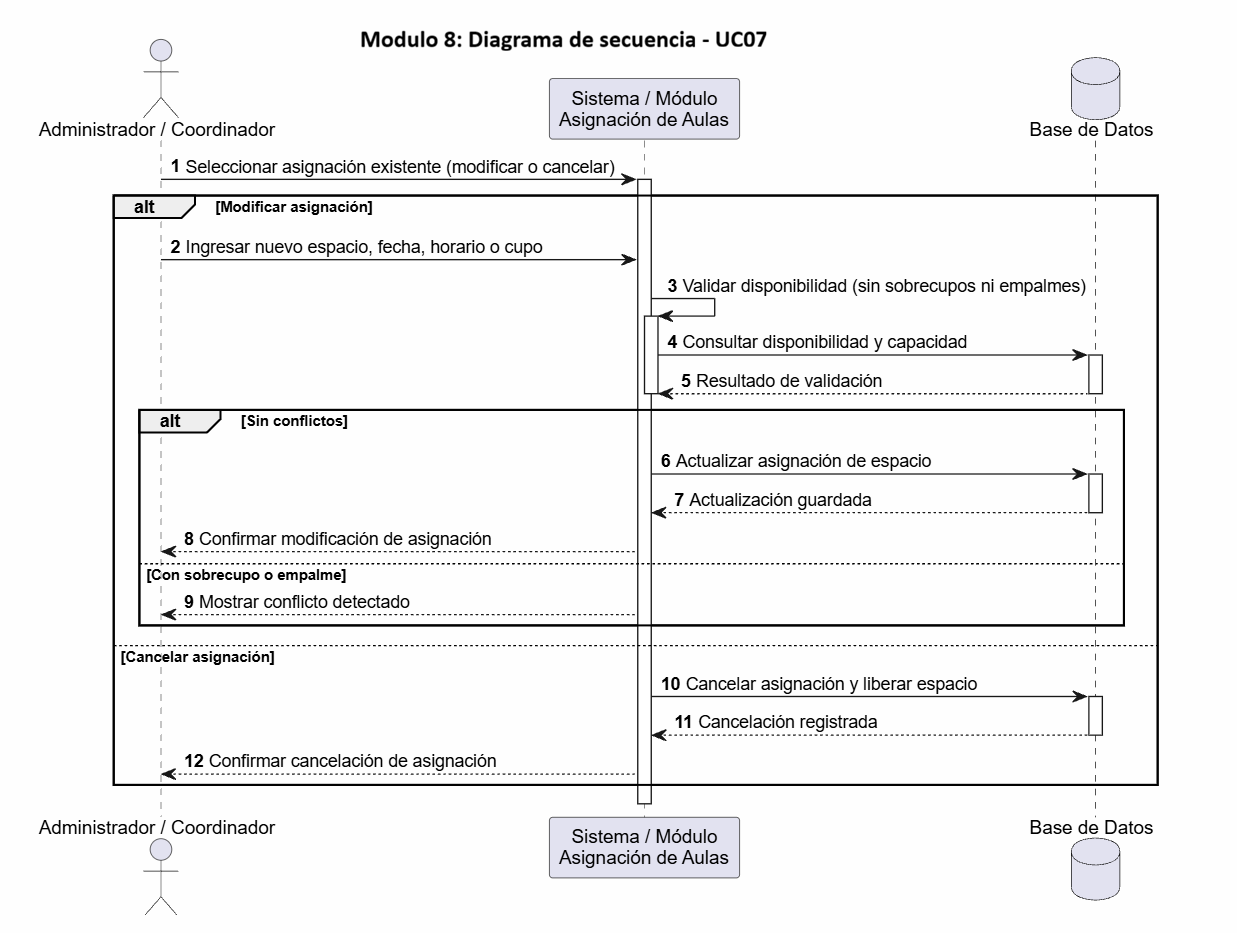 Modulo 8: Diagrama de secuencia - UC07
Administrador / Coordinador
Sistema / Módulo
Asignación de Aulas
Base de Datos
1 Seleccionar asignación existente (modificar o cancelar)
alt [Modificar asignación]
2 Ingresar nuevo espacio, fecha, horario o cupo
3 Validar disponibilidad (sin sobrecupos ni empalmes)
4 Consultar disponibilidad y capacidad
5 Resultado de validación
alt [Sin conflictos]
6 Actualizar asignación de espacio
7 Actualización guardada
8 Confirmar modificación de asignación
[Con sobrecupo o empalme]
9 Mostrar conflicto detectado
[Cancelar asignación]
10 Cancelar asignación y liberar espacio
11 Cancelación registrada
12 Confirmar cancelación de asignación
Administrador / Coordinador
Sistema / Módulo
Asignación de Aulas
Base de Datos